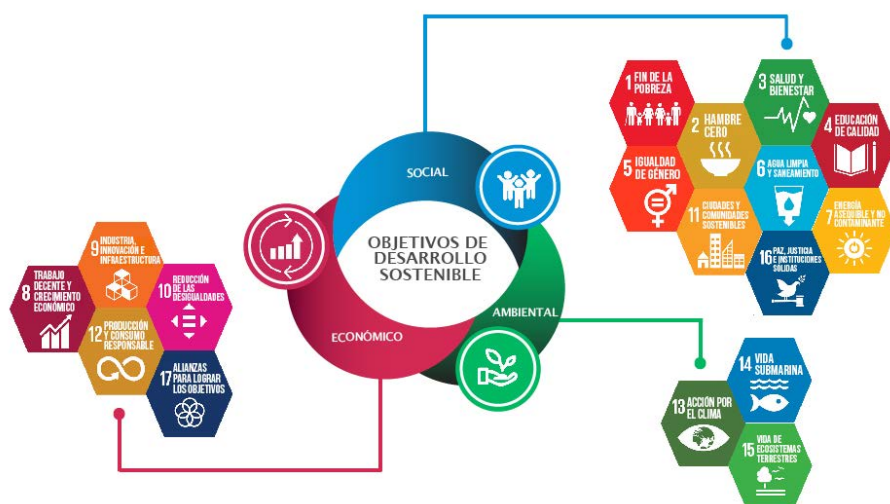 SOCIAL
OBJETIVOS DE
DESARROLLO
SOSTENIBLE
AMBIENTAL
ECONÓMICO
1 FIN DE LA
POBREZA
2 HAMBRE
CERO
3 SALUD Y
BIENESTAR
4 EDUCACIÓN
DE CALIDAD
5 IGUALDAD
DE GÉNERO
6 AGUA LIMPIA
Y SANEAMIENTO
7 ENERGÍA
ASEQUIBLE Y NO
CONTAMINANTE
11 CIUDADES Y
COMUNIDADES
SOSTENIBLES
16 PAZ, JUSTICIA
E INSTITUCIONES
SÓLIDAS
8 TRABAJO
DECENTE Y
CRECIMIENTO
ECONÓMICO
9 INDUSTRIA,
INNOVACIÓN E
INFRAESTRUCTURA
10 REDUCCIÓN
DE LAS
DESIGUALDADES
12 PRODUCCIÓN
Y CONSUMO
RESPONSABLE
17 ALIANZAS
PARA LOGRAR
LOS OBJETIVOS
13 ACCIÓN POR
EL CLIMA
14 VIDA
SUBMARINA
15 VIDA DE
ECOSISTEMAS
TERRESTRES